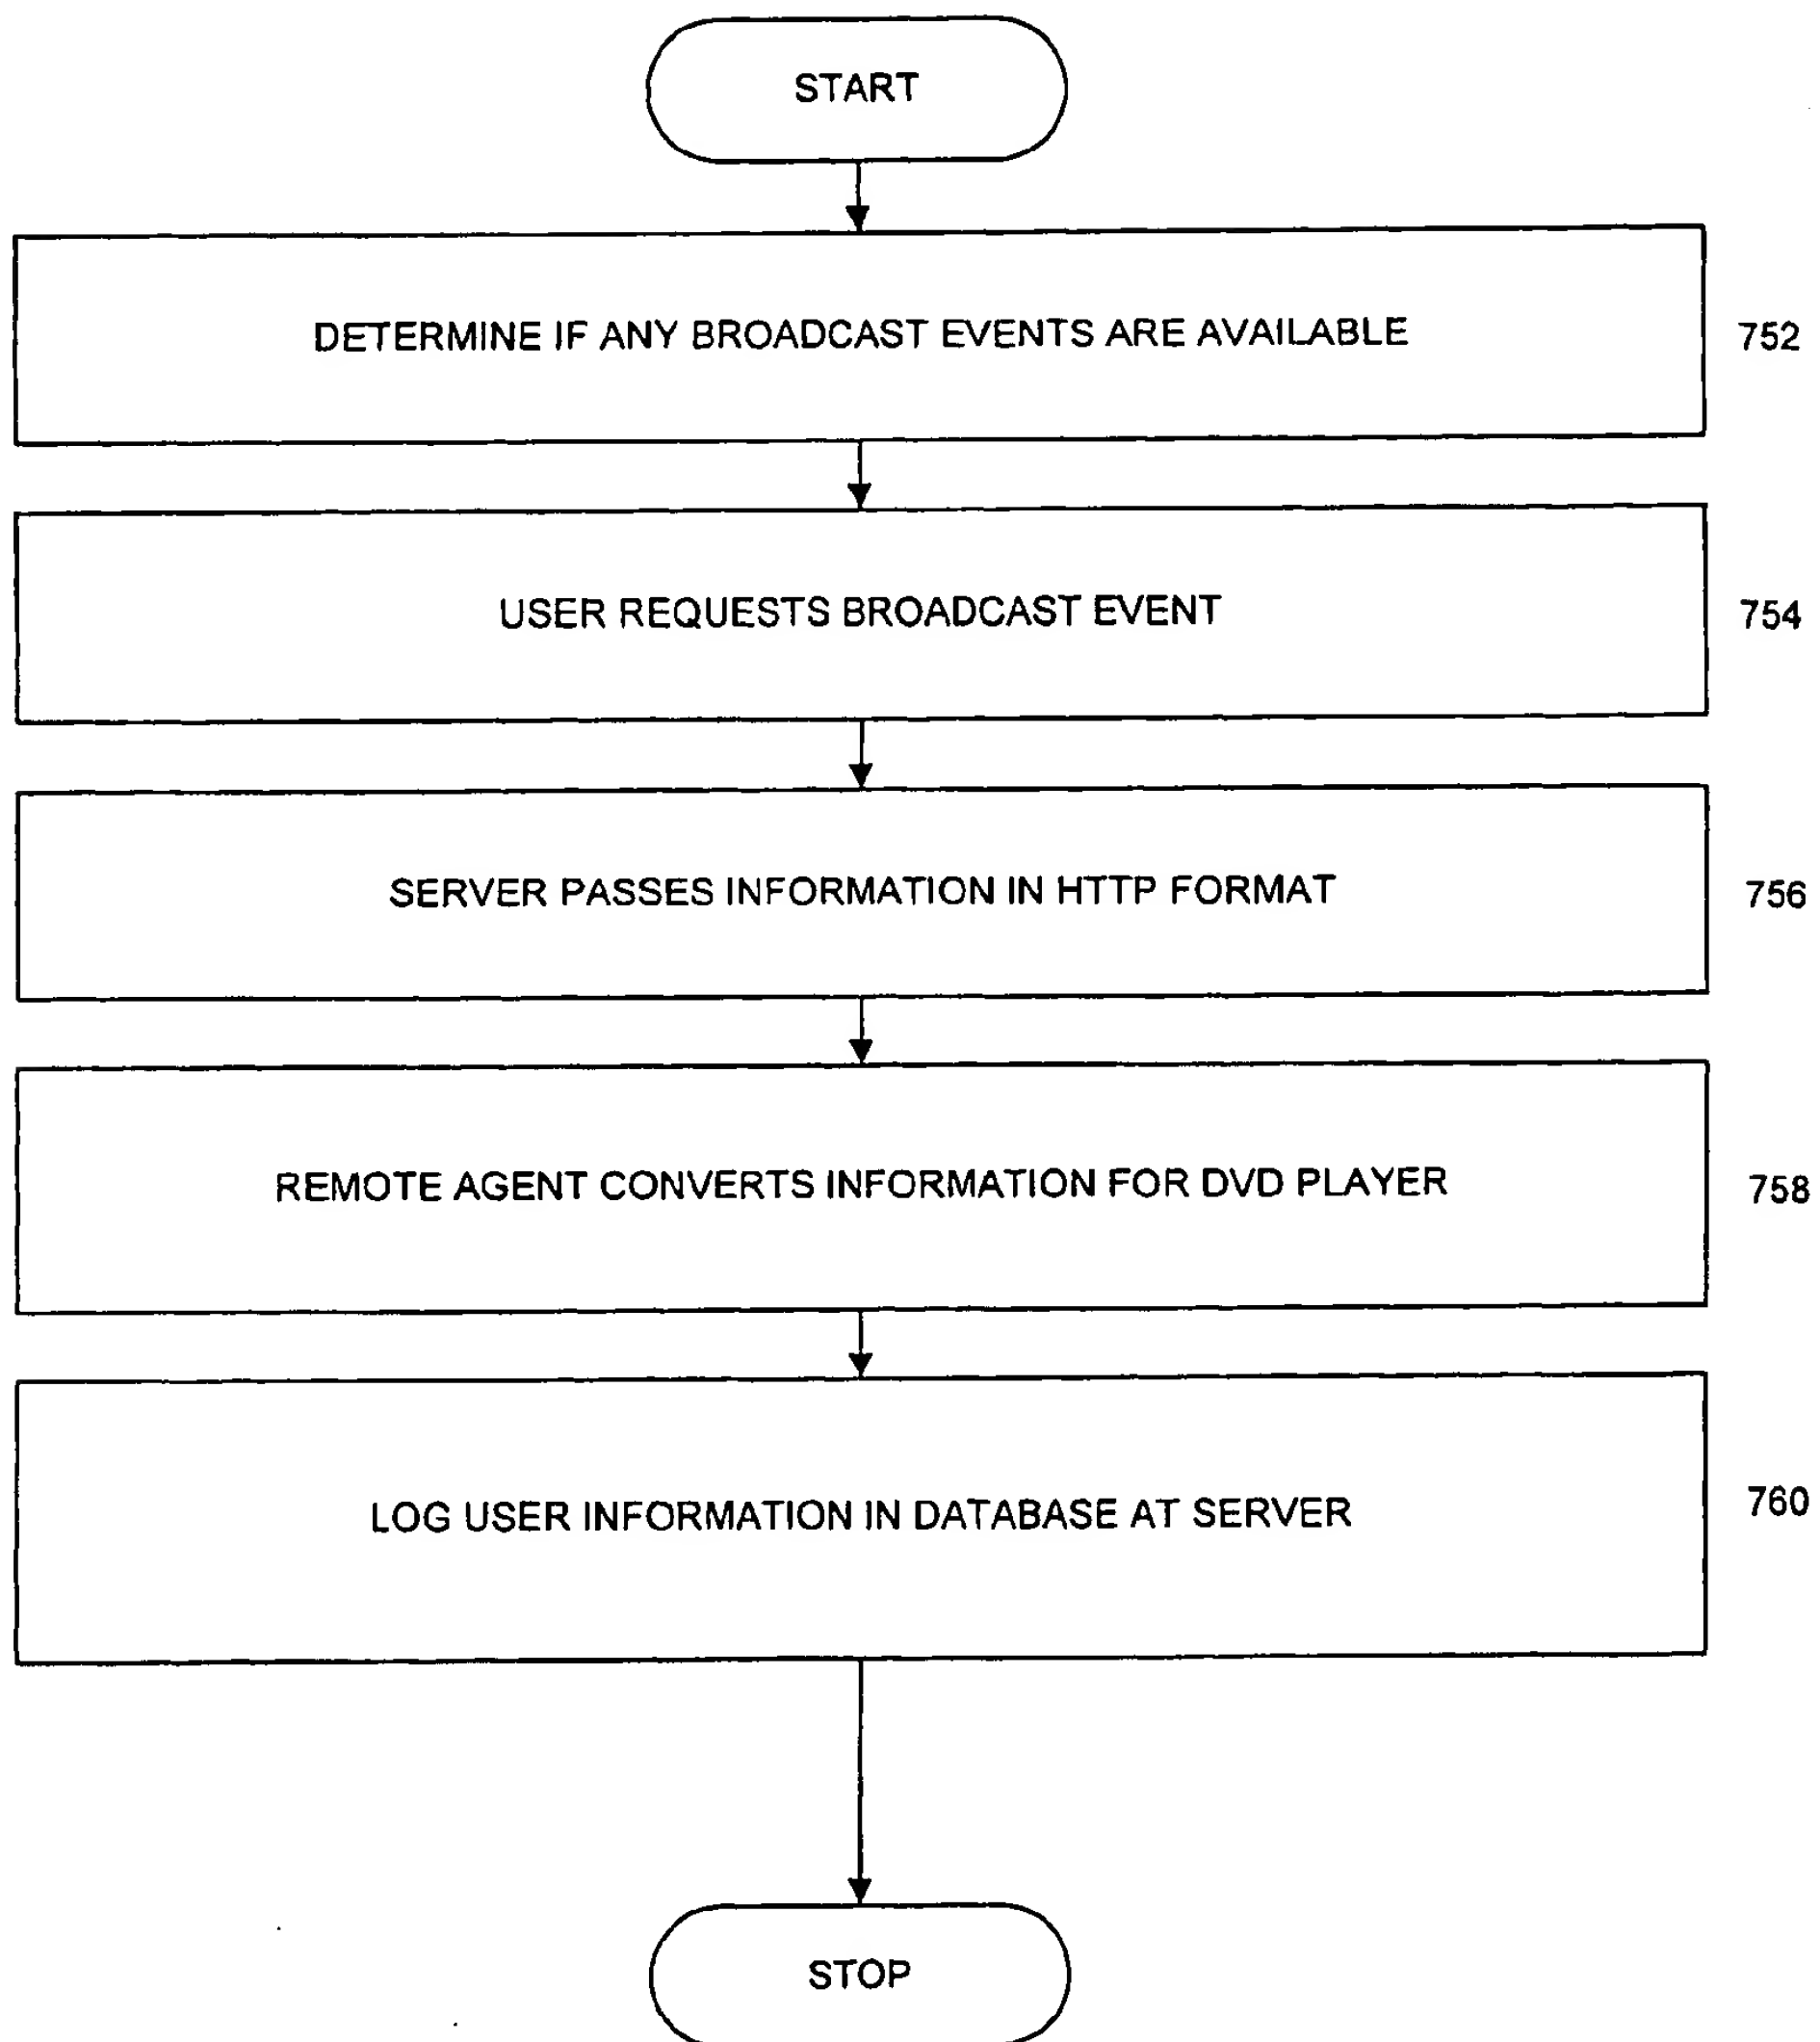 START
DETERMINE IF ANY BROADCAST EVENTS ARE AVAILABLE
752
USER REQUESTS BROADCAST EVENT
754
SERVER PASSES INFORMATION IN HTTP FORMAT
756
REMOTE AGENT CONVERTS INFORMATION FOR DVD PLAYER
758
LOG USER INFORMATION IN DATABASE AT SERVER
760
STOP